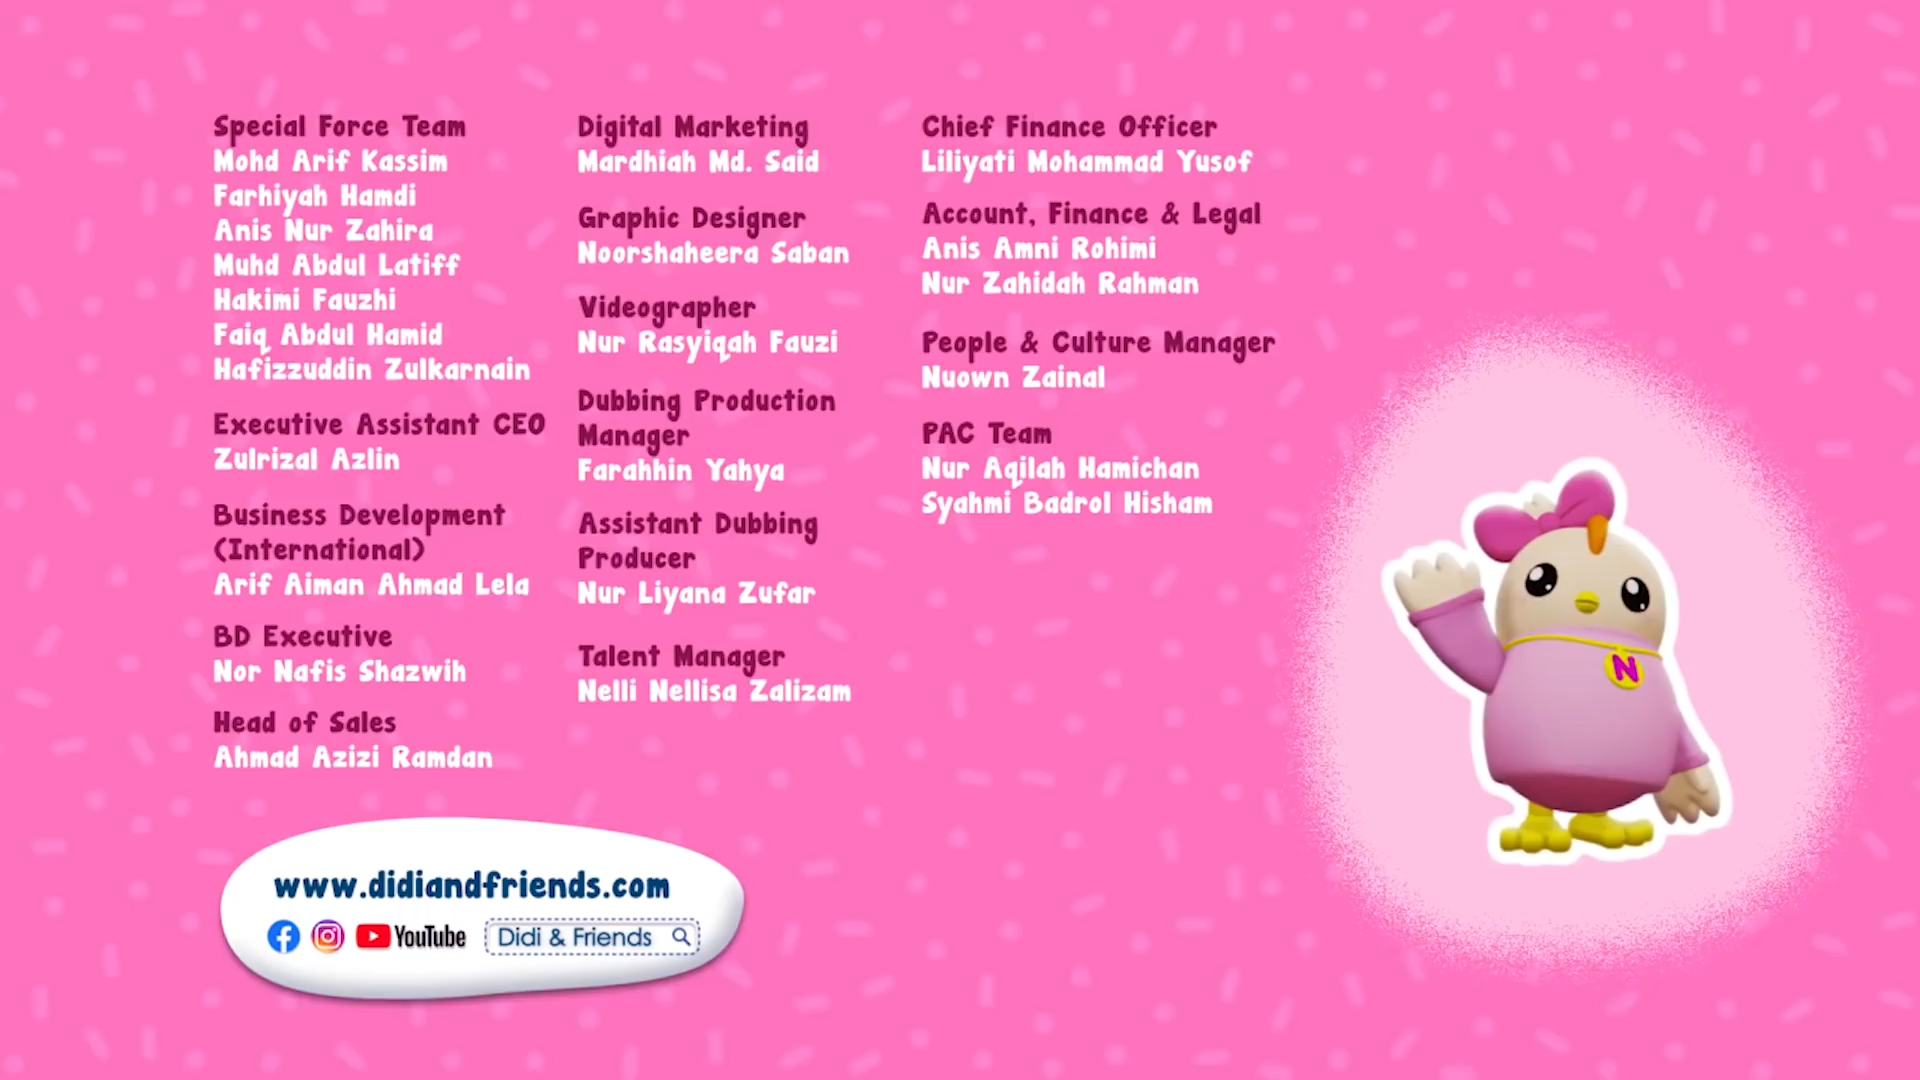 Special Force Team
Mohd Arif Kassim
Farhiyah Hamdi
Anis Nur Zahira
Muhd Abdul Latiff
Hakimi Fauzhi
Faiq Abdul Hamid
Hafizzuddin Zulkarnain
Executive Assistant CEO
Zulrizal Azlin
Business Development
(International)
Arif Aiman Ahmad Lela
BD Executive
Nor Nafis Shazwih
Head of Sales
Ahmad Azizi Ramdan
Digital Marketing
Mardhiah Md. Said
Graphic Designer
Noorshaheera Saban
Videographer
Nur Rasyiqah Fauzi
Dubbing Production
Manager
Farahhin Yahya
Assistant Dubbing
Producer
Nur Liyana Zufar
Talent Manager
Nelli Nellisa Zalizam
Chief Finance Officer
Liliyati Mohammad Yusof
Account, Finance & Legal
Anis Amni Rohimi
Nur Zahidah Rahman
People & Culture Manager
Nuown Zainal
PAC Team
Nur Aqilah Hamichan
Syahmi Badrol Hisham
N
www.didiandfriends.com
YouTube Didi & Friends